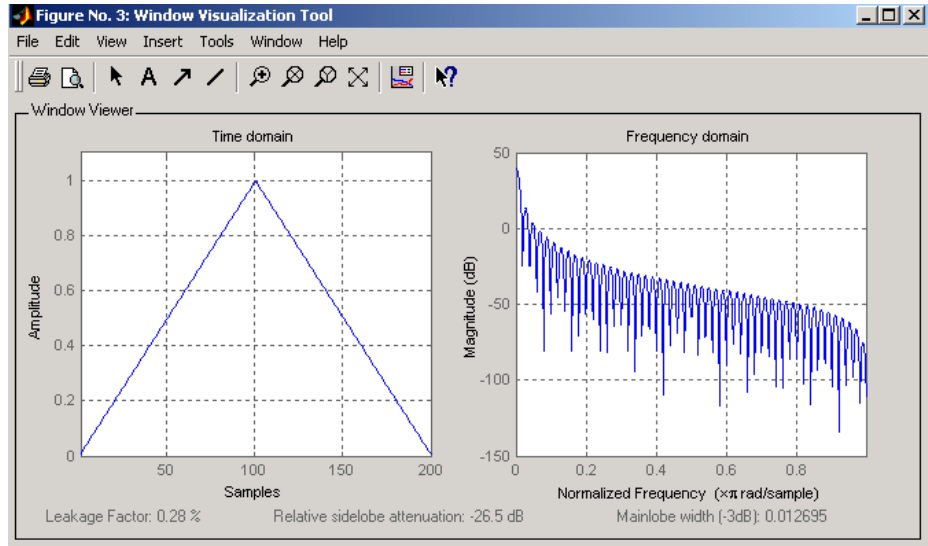 Figure No. 3: Window Visualization Tool
File Edit View Insert Tools Window Help
A
Window Viewer
Time domain
Amplitude
1
0.8
0.6
0.4
0.2
0
50
100
150
200
Samples
Frequency domain
Magnitude (dB)
50
0
-50
-100
-150
0
0.2
0.4
0.6
0.8
Normalized Frequency (×π rad/sample)
Leakage Factor: 0.28 %
Relative sidelobe attenuation: -26.5 dB
Mainlobe width (-3dB): 0.012695